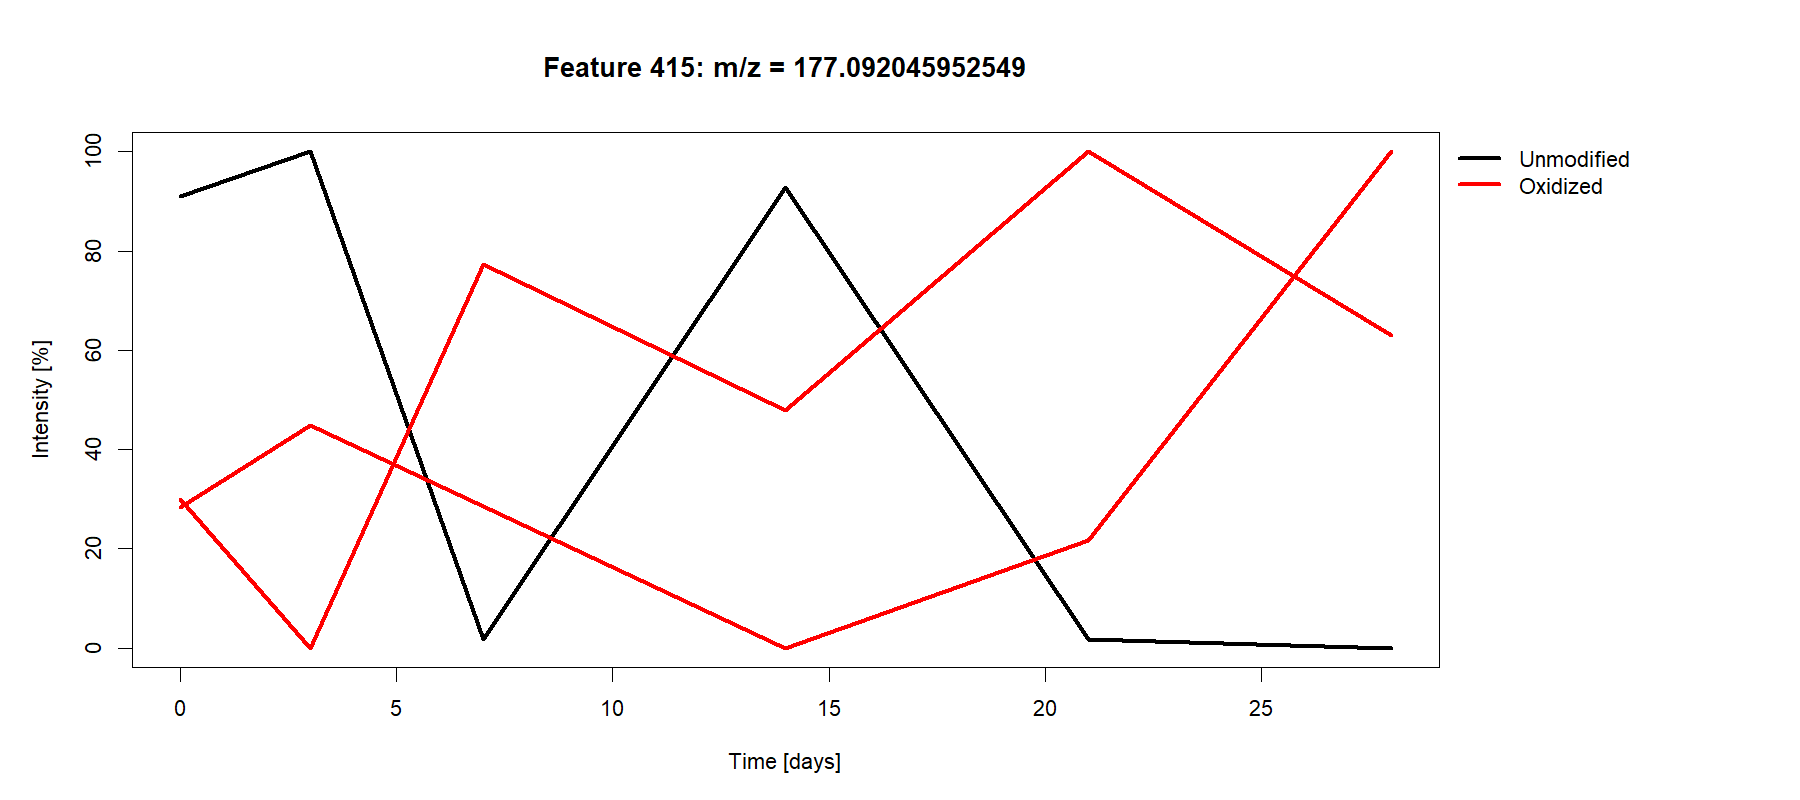 Feature 415: m/z = 177.092045952549
Unmodified
Oxidized
Intensity [%]
100
80
60
40
20
0
0 5 10 15 20 25
Time [days]